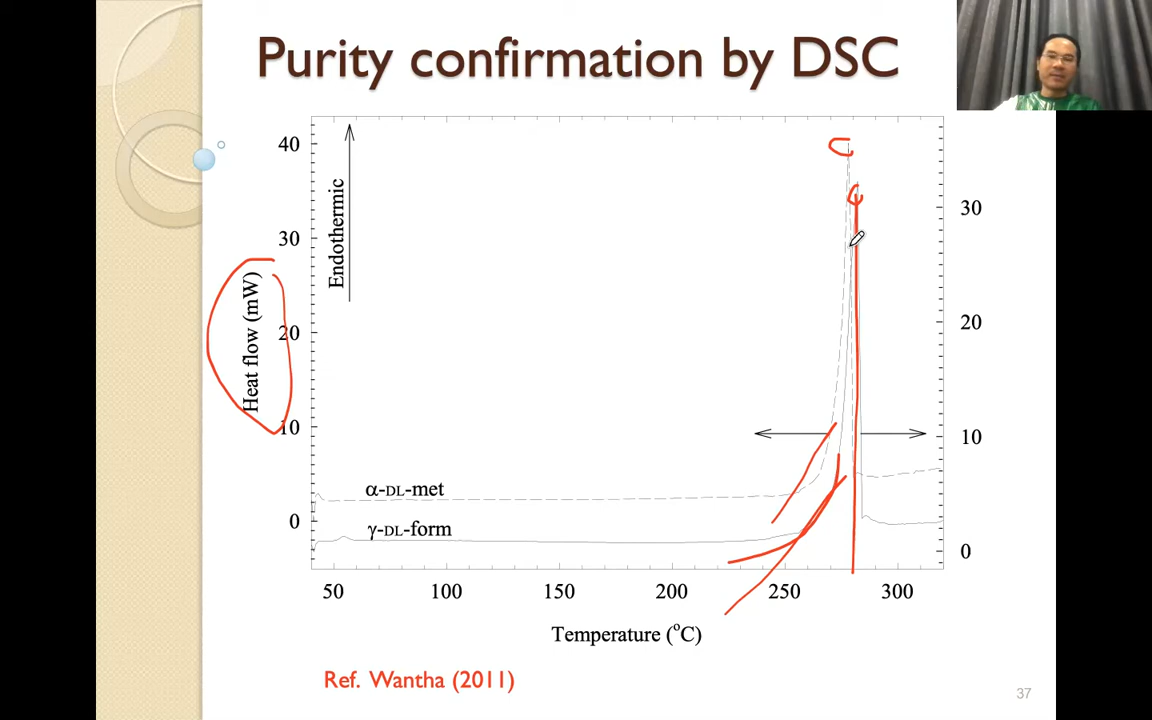 Purity confirmation by DSC
40
30
20
10
0
Heat flow (mW)
Endothermic
30
20
10
0
α-DL-met
γ-DL-form
50 100 150 200 250 300
Temperature (°C)
Ref. Wantha (2011)
37